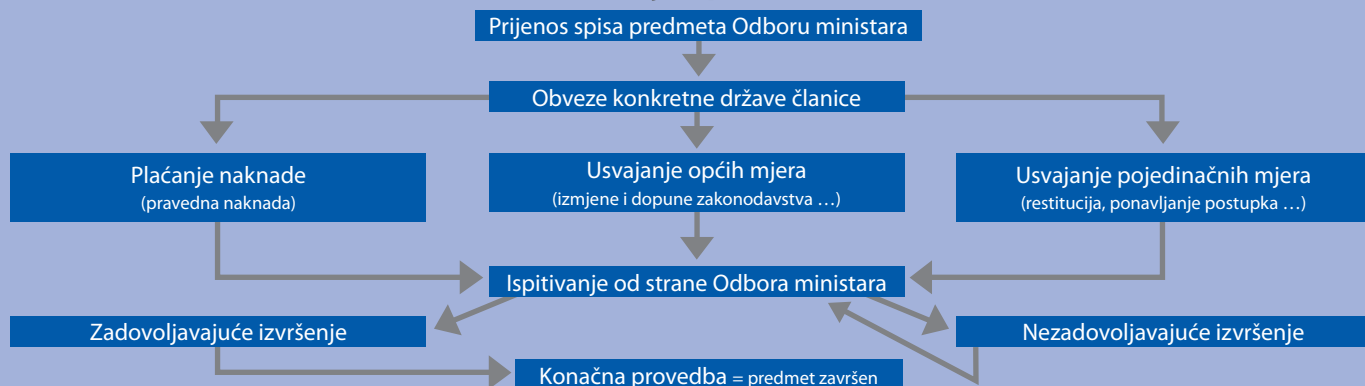 Prijenos spisa predmeta Odboru ministara
Obveze konkretne države članice
Plaćanje naknade
(pravedna naknada)
Usvajanje općih mjera
(izmjene i dopune zakonodavstva …)
Usvajanje pojedinačnih mjera
(restitucija, ponavljanje postupka …)
Ispitivanje od strane Odbora ministara
Zadovoljavajuće izvršenje
Nezadovoljavajuće izvršenje
Konačna provedba = predmet završen